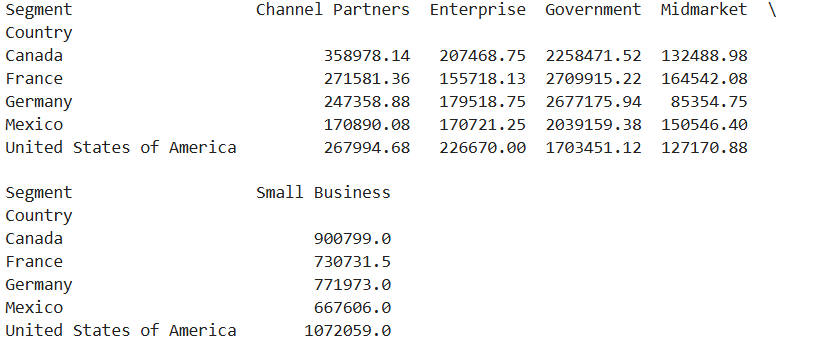 Segment                   Channel Partners  Enterprise  Government  Midmarket  \
Country
Canada                           358978.14   207468.75  2258471.52  132488.98
France                           271581.36   155718.13  2709915.22  164542.08
Germany                          247358.88   179518.75  2677175.94   85354.75
Mexico                           170890.08   170721.25  2039159.38  150546.40
United States of America         267994.68   226670.00  1703451.12  127170.88
Segment                   Small Business
Country
Canada                          900799.0
France                          730731.5
Germany                         771973.0
Mexico                          667606.0
United States of America       1072059.0